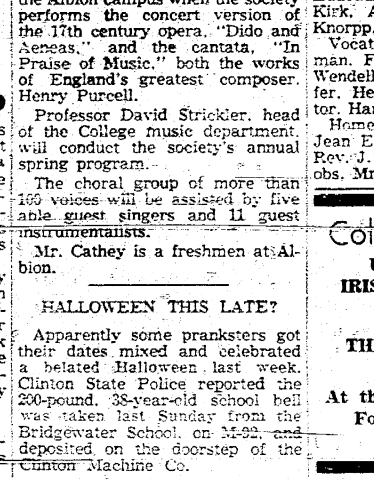 the Albion campus when the society
performs the concert version of
the 17th century opera, "Dido and
Aeneas," and the cantata, "In
Praise of Music," both the works
of England's greatest composer.
Henry Purcell.
Professor David Strickler, head
of the College music department,
will conduct the society's annual
spring program.
The choral group of more than
100 voices will be assisted by five
able guest singers and 11 guest
instrumentalists.
Mr. Cathey is a freshmen at Al-
bion.
HALLOWEEN THIS LATE?
Apparently some pranksters got
their dates mixed and celebrated
a belated Halloween last week.
Clinton State Police reported the
200-pound, 38-year-old school bell
was taken last Sunday from the
Bridgewater School, on M-92, and
deposited on the doorstep of the
Clinton Machine Co.
Kirk, A
Knorpp,
Vocat
man. F
Wendell
fer. He
tor. Ha
Home
Jean E
Rev. J.
obs. Mr
Col
IRIS
TH
At th
Fo